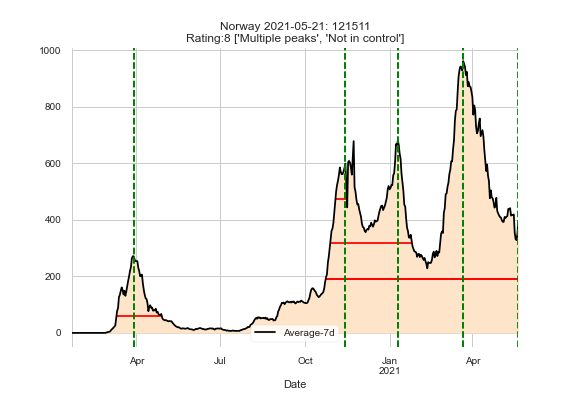 Norway 2021-05-21: 121511
Rating:8 ['Multiple peaks', 'Not in control']
1000
800
600
400
200
0
Average-7d
Apr
Jul
Oct
Jan
2021
Apr
Date